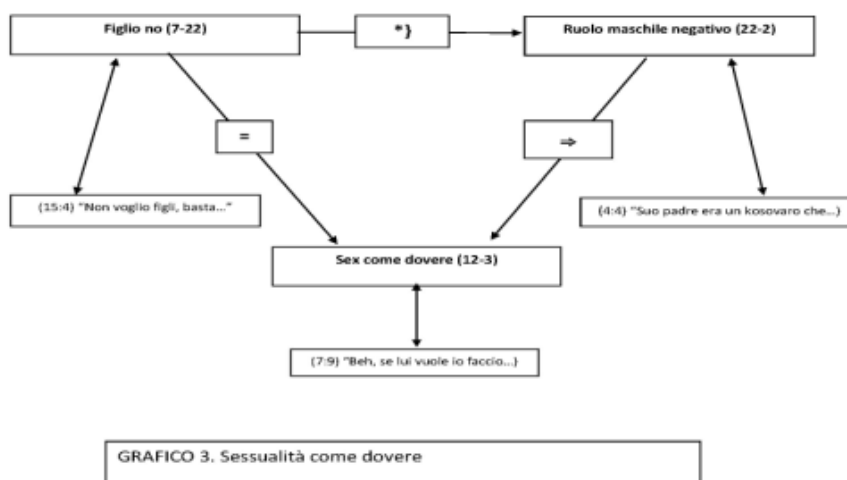 Figlio no (7-22)
*}
Ruolo maschile negativo (22-2)
=
⇒
(15:4) "Non voglio figli, basta..."
(4:4) "Suo padre era un kosovaro che...)
Sex come dovere (12-3)
(7:9) "Beh, se lui vuole io faccio...)
GRAFICO 3. Sessualità come dovere